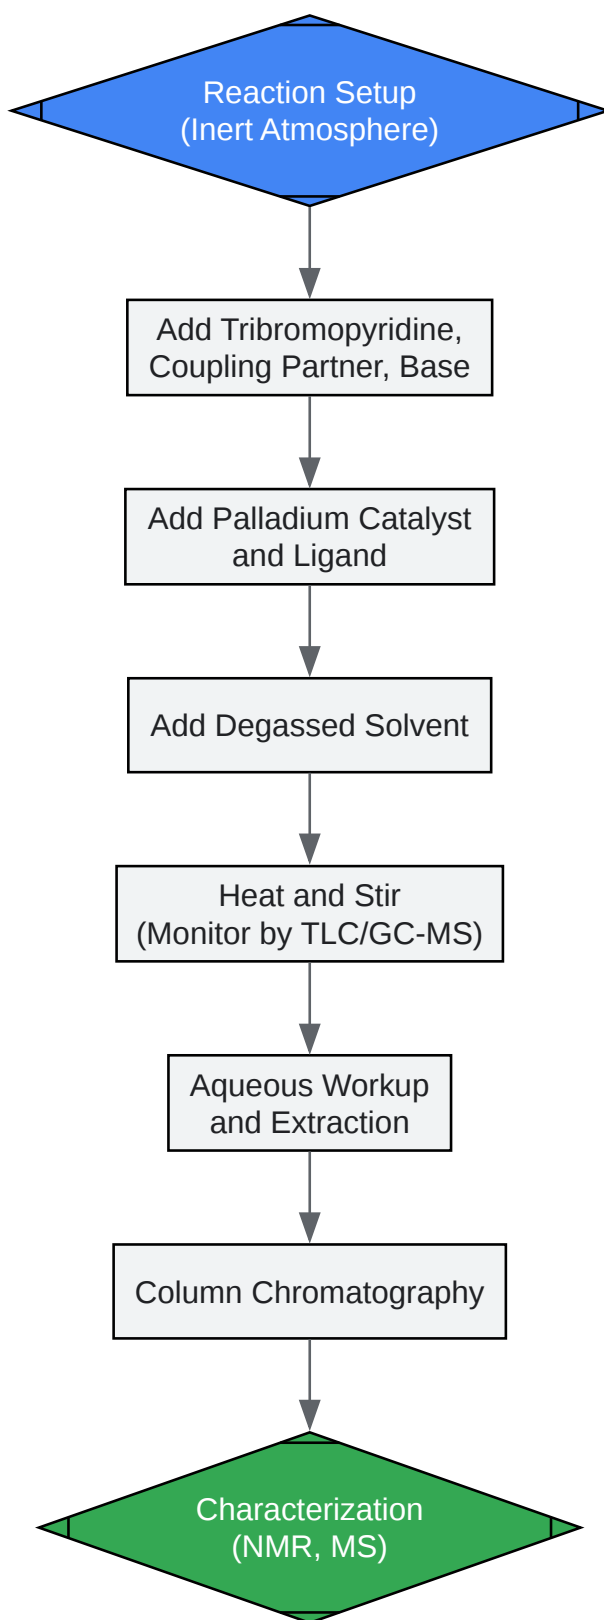 Reaction Setup
(Inert Atmosphere)
Add Tribromopyridine,
Coupling Partner, Base
Add Palladium Catalyst
and Ligand
Add Degassed Solvent
Heat and Stir
(Monitor by TLC/GC-MS)
Aqueous Workup
and Extraction
Column Chromatography
Characterization
(NMR, MS)